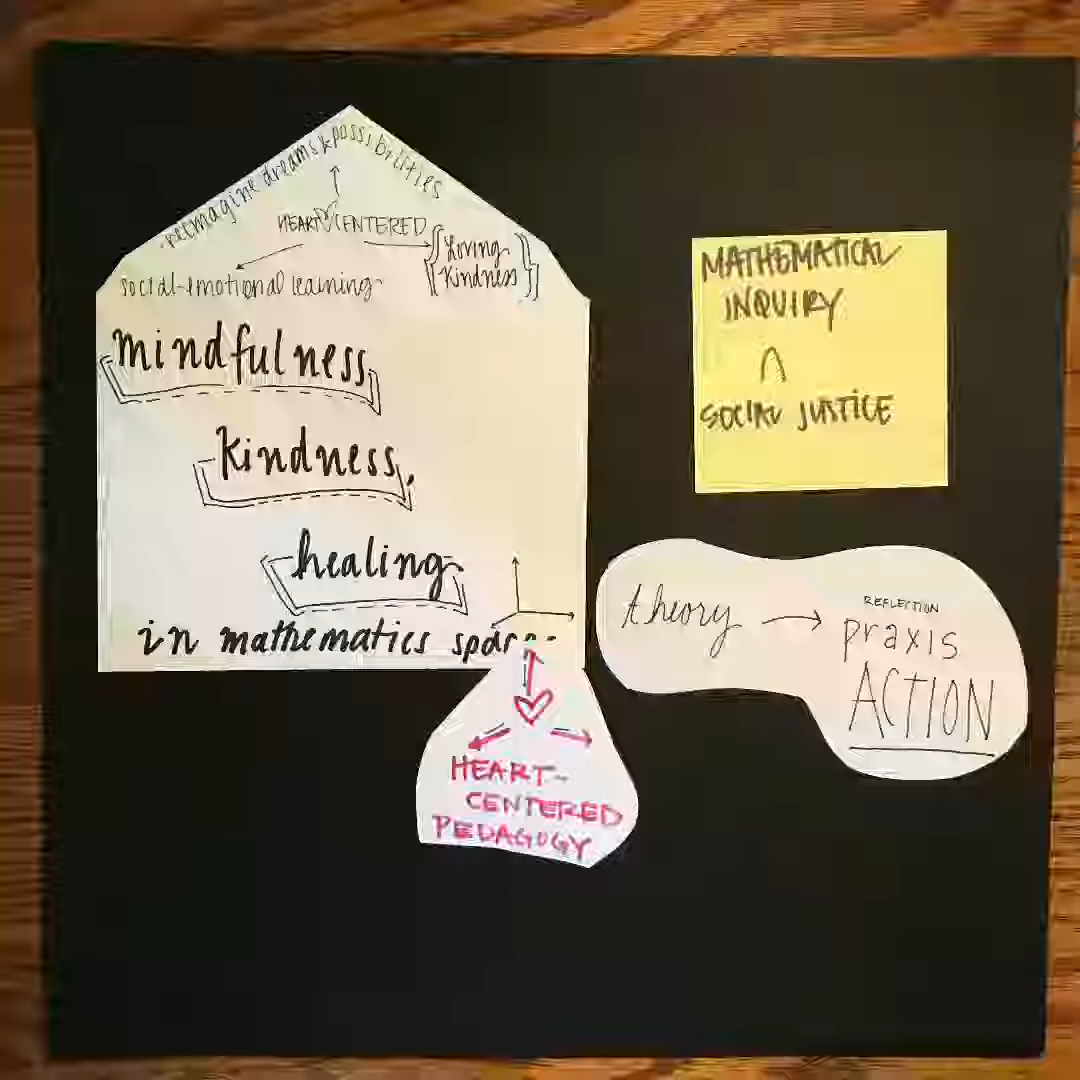 reimagine dreams & possibilities
HEART CENTERED
Loving
Kindness
social-emotional learning
mindfulness,
kindness,
healing
in mathematics
HEART-
CENTERED
PEDAGOGY
MATHEMATICAL
INQUIRY
∩
SOCIAL JUSTICE
theory → REFLECTION
praxis
ACTION